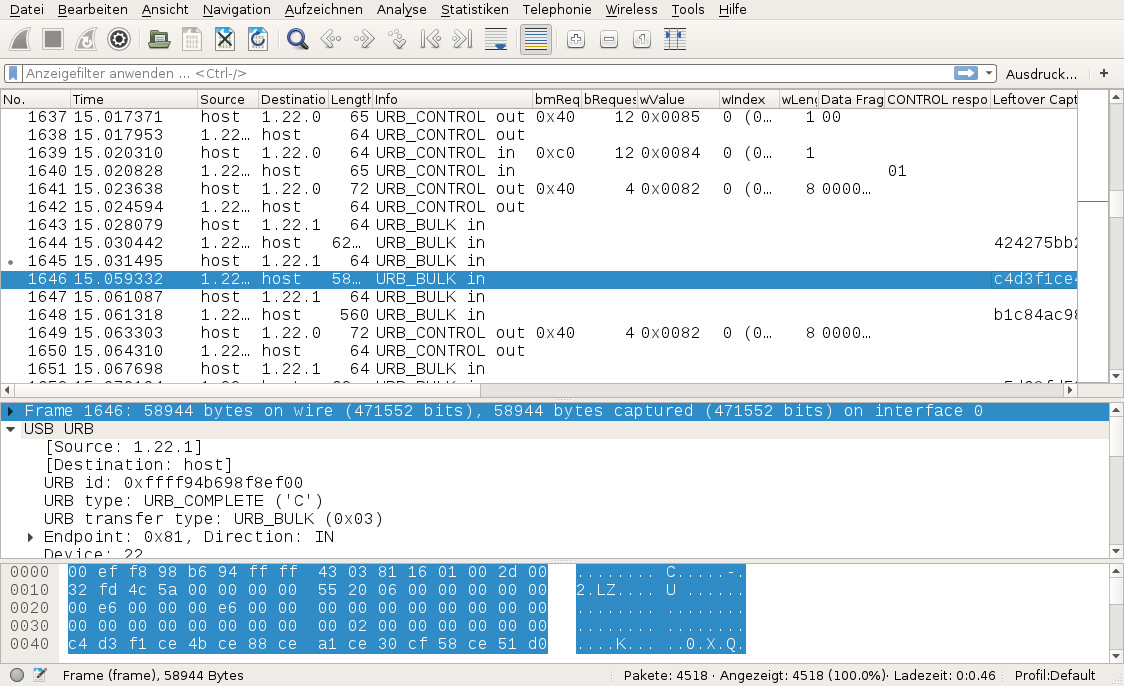 Datei Bearbeiten Ansicht Navigation Aufzeichnen Analyse Statistiken Telephonie Wireless Tools Hilfe
Anzeigefilter anwenden ... <Ctrl-/> Ausdruck... +
No. Time Source Destinatio Length Info bmReq bReques wValue wIndex wLen Data Frag CONTROL respo Leftover Capt
1637 15.017371 host 1.22.0 65 URB_CONTROL out 0x40 12 0x0085 0 (0… 1 00
1638 15.017953 1.22… host 64 URB_CONTROL out
1639 15.020310 host 1.22.0 64 URB_CONTROL in 0xc0 12 0x0084 0 (0… 1
1640 15.020828 1.22… host 65 URB_CONTROL in 01
1641 15.023638 host 1.22.0 72 URB_CONTROL out 0x40 4 0x0082 0 (0… 8 0000…
1642 15.024594 1.22… host 64 URB_CONTROL out
1643 15.028079 host 1.22.1 64 URB_BULK in
1644 15.030442 1.22… host 62… URB_BULK in 424275bb2
1645 15.031495 host 1.22.1 64 URB_BULK in
1646 15.059332 1.22… host 58… URB_BULK in c4d3f1ce4
1647 15.061087 host 1.22.1 64 URB_BULK in
1648 15.061318 1.22… host 560 URB_BULK in b1c84ac98
1649 15.063303 host 1.22.0 72 URB_CONTROL out 0x40 4 0x0082 0 (0… 8 0000…
1650 15.064310 1.22… host 64 URB_CONTROL out
1651 15.067698 host 1.22.1 64 URB_BULK in
Frame 1646: 58944 bytes on wire (471552 bits), 58944 bytes captured (471552 bits) on interface 0
USB URB
[Source: 1.22.1]
[Destination: host]
URB id: 0xffff94b698f8ef00
URB type: URB_COMPLETE ('C')
URB transfer type: URB_BULK (0x03)
Endpoint: 0x81, Direction: IN
Device: 22
0000 00 ef f8 98 b6 94 ff ff 43 03 81 16 01 00 2d 00 ........ C.....-.
0010 32 fd 4c 5a 00 00 00 00 55 20 06 00 00 00 00 00 2.LZ.... U ......
0020 00 e6 00 00 00 e6 00 00 00 00 00 00 00 00 00 00 ........ ........
0030 00 00 00 00 00 00 00 00 00 02 00 00 00 00 00 00 ........ ........
0040 c4 d3 f1 ce 4b ce 88 ce a1 ce 30 cf 58 ce 51 d0 ....K... ..0.X.Q.
Frame (frame), 58944 Bytes Pakete: 4518 · Angezeigt: 4518 (100.0%) · Ladezeit: 0:0.46 Profil:Default